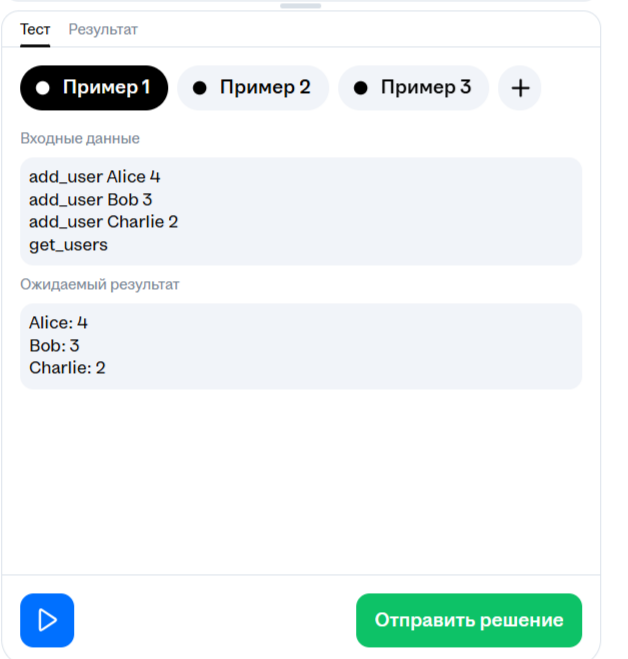 Тест Результат
Пример 1 Пример 2 Пример 3 +
Входные данные
add_user Alice 4
add_user Bob 3
add_user Charlie 2
get_users
Ожидаемый результат
Alice: 4
Bob: 3
Charlie: 2
Отправить решение